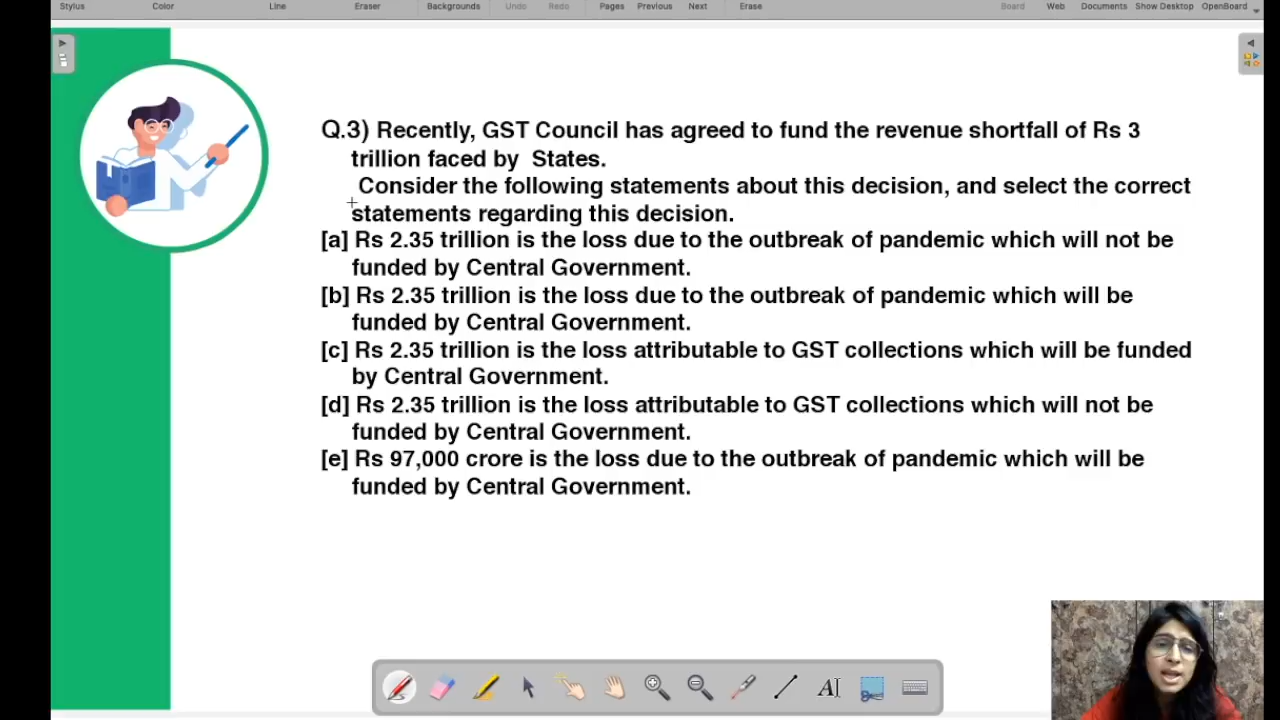 Stylus Color Line Eraser Backgrounds Undo Redo Pages Previous Next Erase Board Web Documents Show Desktop OpenBoard
Q.3) Recently, GST Council has agreed to fund the revenue shortfall of Rs 3
trillion faced by States.
Consider the following statements about this decision, and select the correct
statements regarding this decision.
[a] Rs 2.35 trillion is the loss due to the outbreak of pandemic which will not be
funded by Central Government.
[b] Rs 2.35 trillion is the loss due to the outbreak of pandemic which will be
funded by Central Government.
[c] Rs 2.35 trillion is the loss attributable to GST collections which will be funded
by Central Government.
[d] Rs 2.35 trillion is the loss attributable to GST collections which will not be
funded by Central Government.
[e] Rs 97,000 crore is the loss due to the outbreak of pandemic which will be
funded by Central Government.
AI